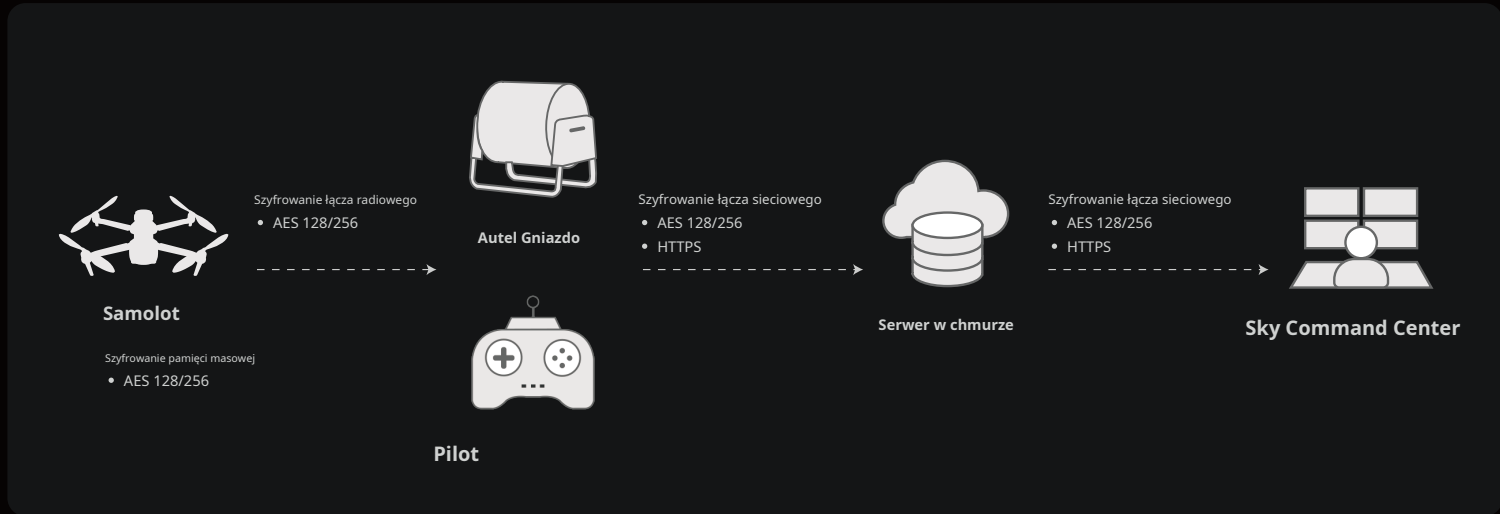 Szyfrowanie łącza radiowego
• AES 128/256
Samolot
Szyfrowanie pamięci masowej
• AES 128/256
Autel Gniazdo
Pilot
Szyfrowanie łącza sieciowego
• AES 128/256
• HTTPS
Serwer w chmurze
Szyfrowanie łącza sieciowego
• AES 128/256
• HTTPS
Sky Command Center